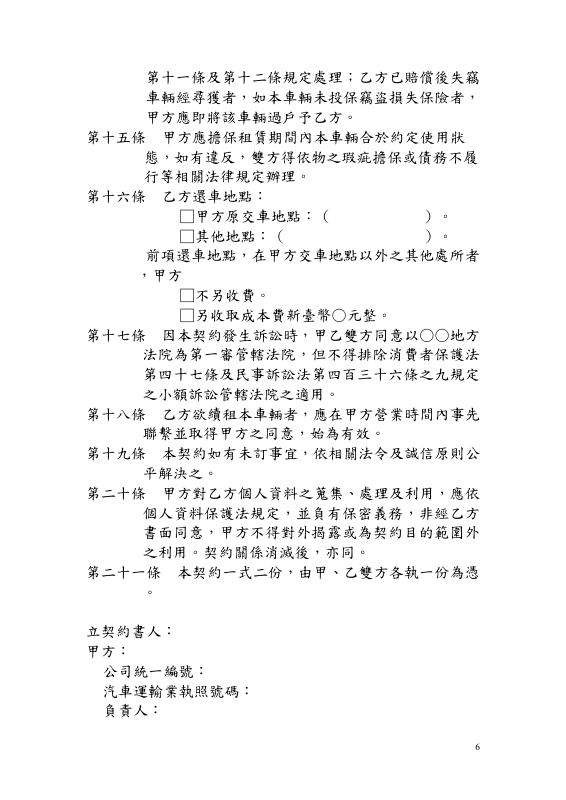 第十一條及第十二條規定處理；乙方已賠償後失竊
車輛經尋獲者，如本車輛未投保竊盜損失保險者，
甲方應即將該車輛過戶予乙方。
第十五條　甲方應擔保租賃期間內本車輛合於約定使用狀
態，如有違反，雙方得依物之瑕疵擔保或債務不履
行等相關法律規定辦理。
第十六條　乙方還車地點：
□甲方原交車地點：（　　　　　　）。
□其他地點：（　　　　　　　　　）。
前項還車地點，在甲方交車地點以外之其他處所者
，甲方
□不另收費。
□另收取成本費新臺幣○元整。
第十七條　因本契約發生訴訟時，甲乙雙方同意以○○地方
法院為第一審管轄法院，但不得排除消費者保護法
第四十七條及民事訴訟法第四百三十六條之九規定
之小額訴訟管轄法院之適用。
第十八條　乙方欲續租本車輛者，應在甲方營業時間內事先
聯繫並取得甲方之同意，始為有效。
第十九條　本契約如有未訂事宜，依相關法令及誠信原則公
平解決之。
第二十條　甲方對乙方個人資料之蒐集、處理及利用，應依
個人資料保護法規定，並負有保密義務，非經乙方
書面同意，甲方不得對外揭露或為契約目的範圍外
之利用。契約關係消滅後，亦同。
第二十一條　本契約一式二份，由甲、乙雙方各執一份為憑
。
立契約書人：
甲方：
公司統一編號：
汽車運輸業執照號碼：
負責人：
6